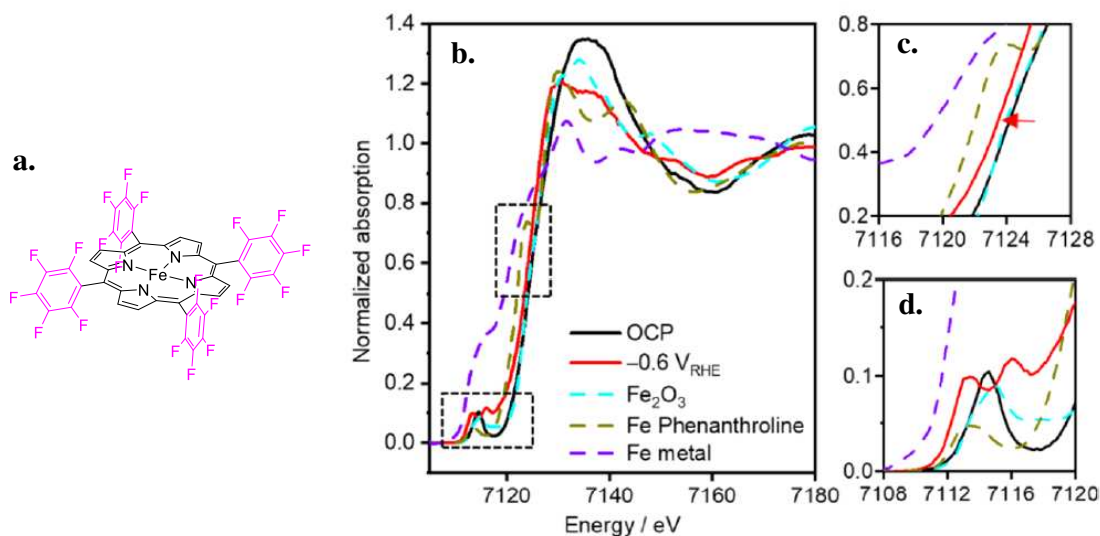 a.
F
F F
F F
F F
F F
F F
F F
F F
F F
F F
F
N
N Fe N
N
b.
Normalized absorption
1.4
1.2
1.0
0.8
0.6
0.4
0.2
0.0
7120 7140 7160 7180
Energy / eV
OCP
−0.6 VRHE
Fe2O3
Fe Phenanthroline
Fe metal
c.
0.8
0.6
0.4
0.2
7116 7120 7124 7128
d.
0.2
0.1
0.0
7108 7112 7116 7120